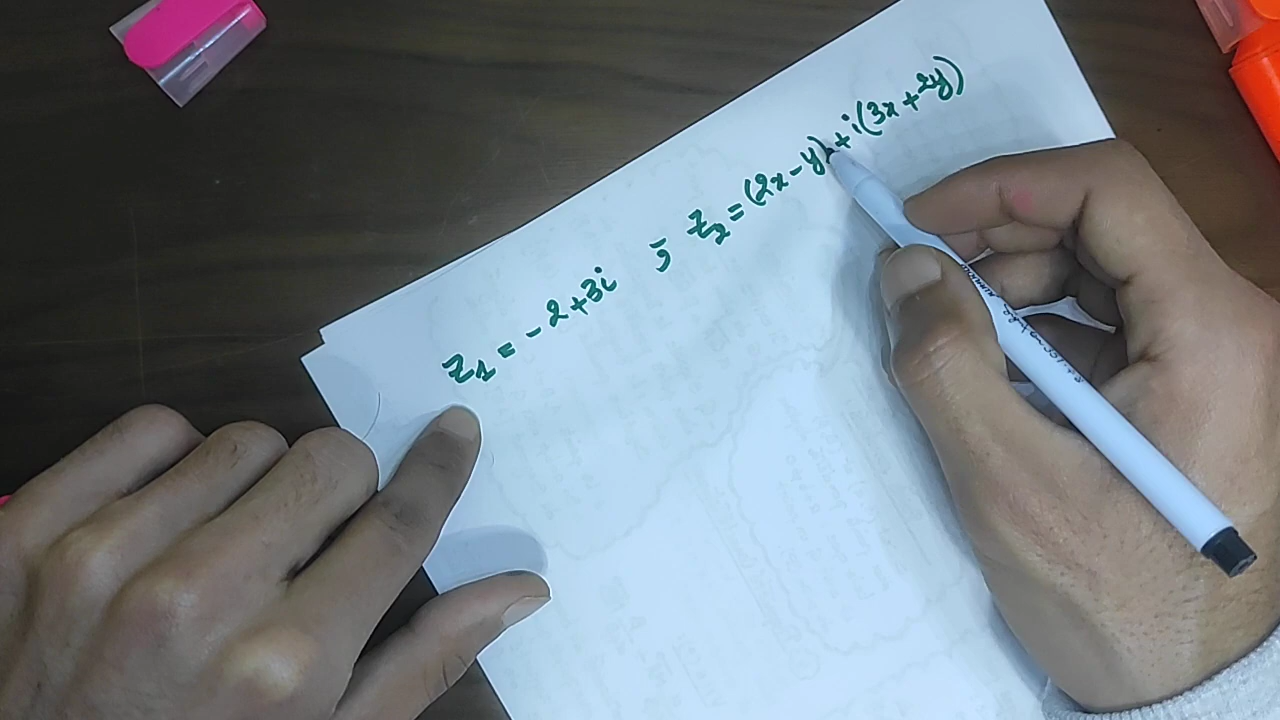 z₁ = -2+3i ; z₂ = (2x-y)+i(3x+2y)